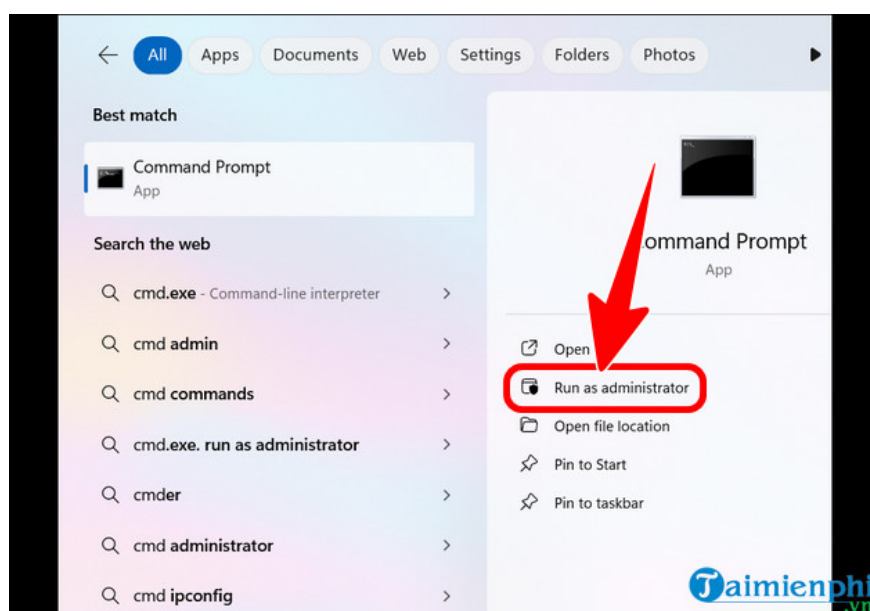 All Apps Documents Web Settings Folders Photos
Best match
Command Prompt
App
Search the web
cmd.exe - Command-line interpreter
cmd admin
cmd commands
cmd.exe. run as administrator
cmder
cmd administrator
cmd ipconfig
ommand Prompt
App
Open
Run as administrator
Open file location
Pin to Start
Pin to taskbar
Taimienphi
.vn